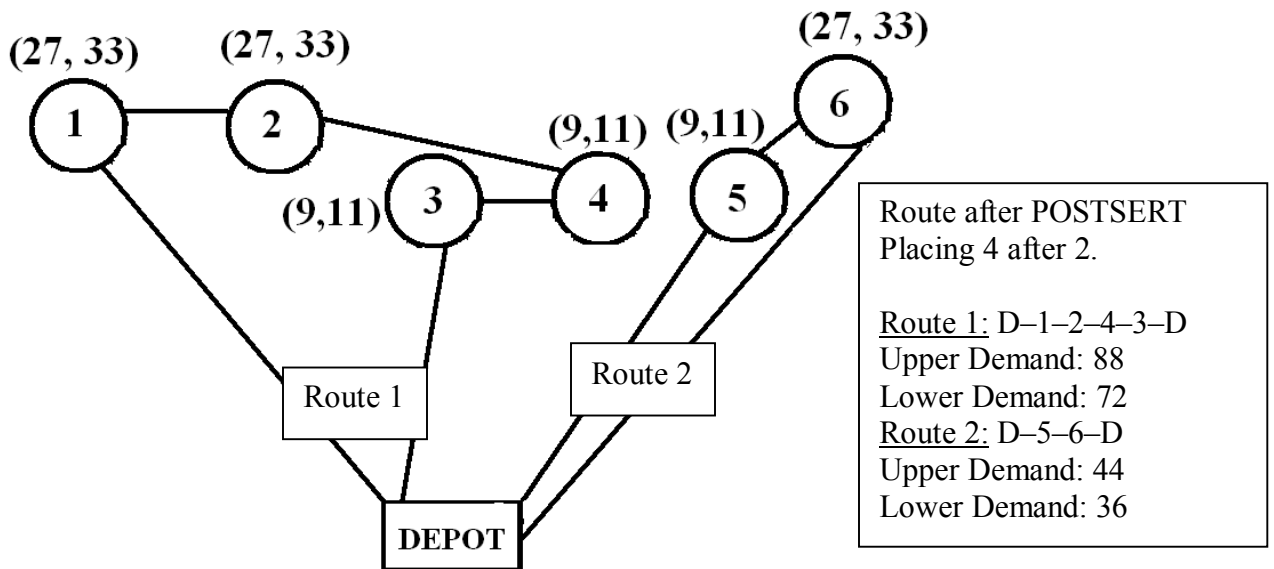 (27, 33)
(27, 33)
(27, 33)
1
2
6
(9,11)
(9,11)
(9,11)
3
4
5
Route 1
Route 2
DEPOT
Route after POSTSERT
Placing 4 after 2.
Route 1: D–1–2–4–3–D
Upper Demand: 88
Lower Demand: 72
Route 2: D–5–6–D
Upper Demand: 44
Lower Demand: 36